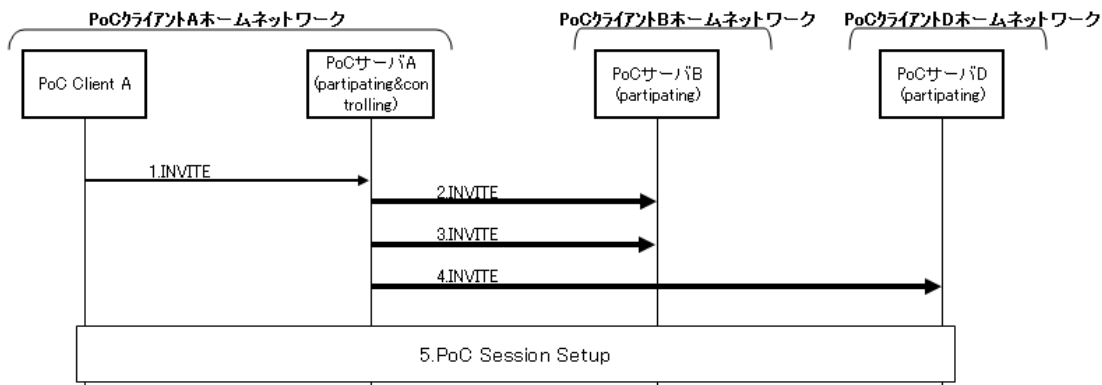 PoCクライアントAホームネットワーク
PoCクライアントBホームネットワーク
PoCクライアントDホームネットワーク
PoC Client A
PoCサーバA
(partipating&con
trolling)
PoCサーバB
(partipating)
PoCサーバD
(partipating)
1.INVITE
2.INVITE
3.INVITE
4.INVITE
5.PoC Session Setup